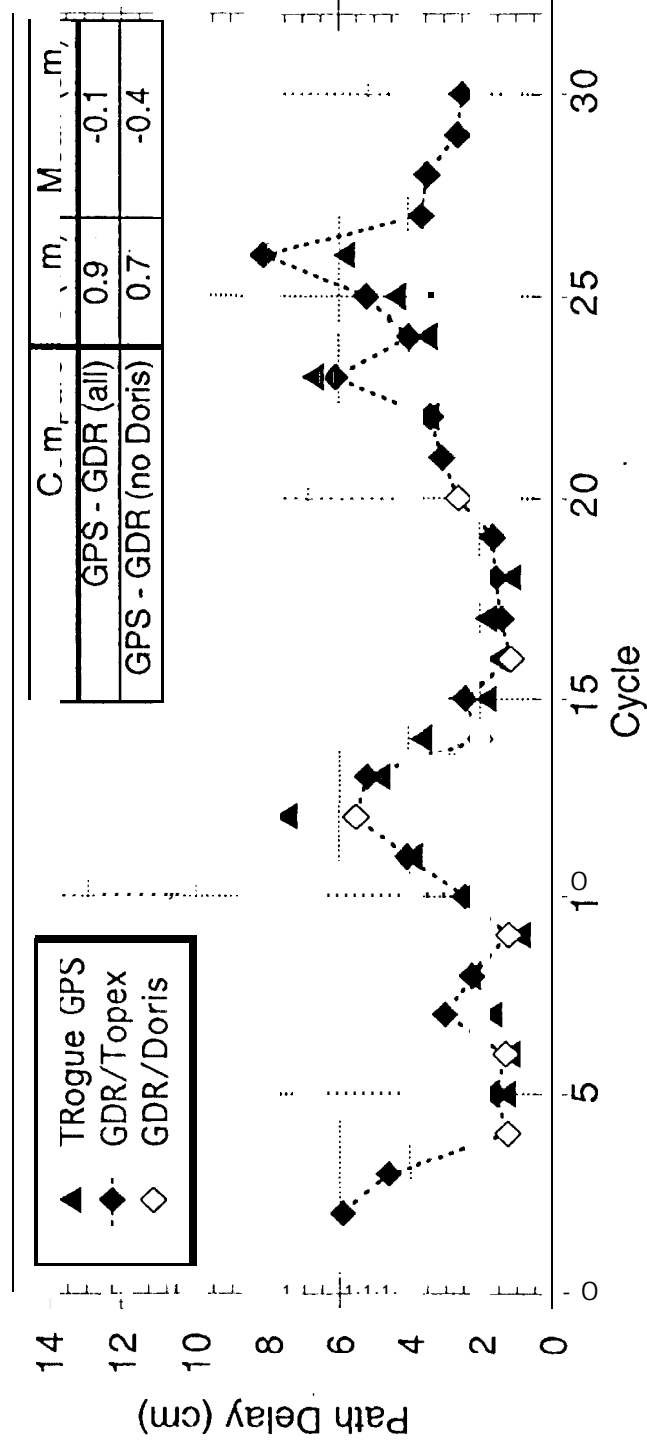 TRogue GPS
GDR/Topex
GDR/Doris
GPS - GDR (all) 0.9 -0.1
GPS - GDR (no Doris) 0.7 -0.4
Path Delay (cm)
14
12
10
8
6
4
2
0
0 5 10 15 20 25 30
Cycle